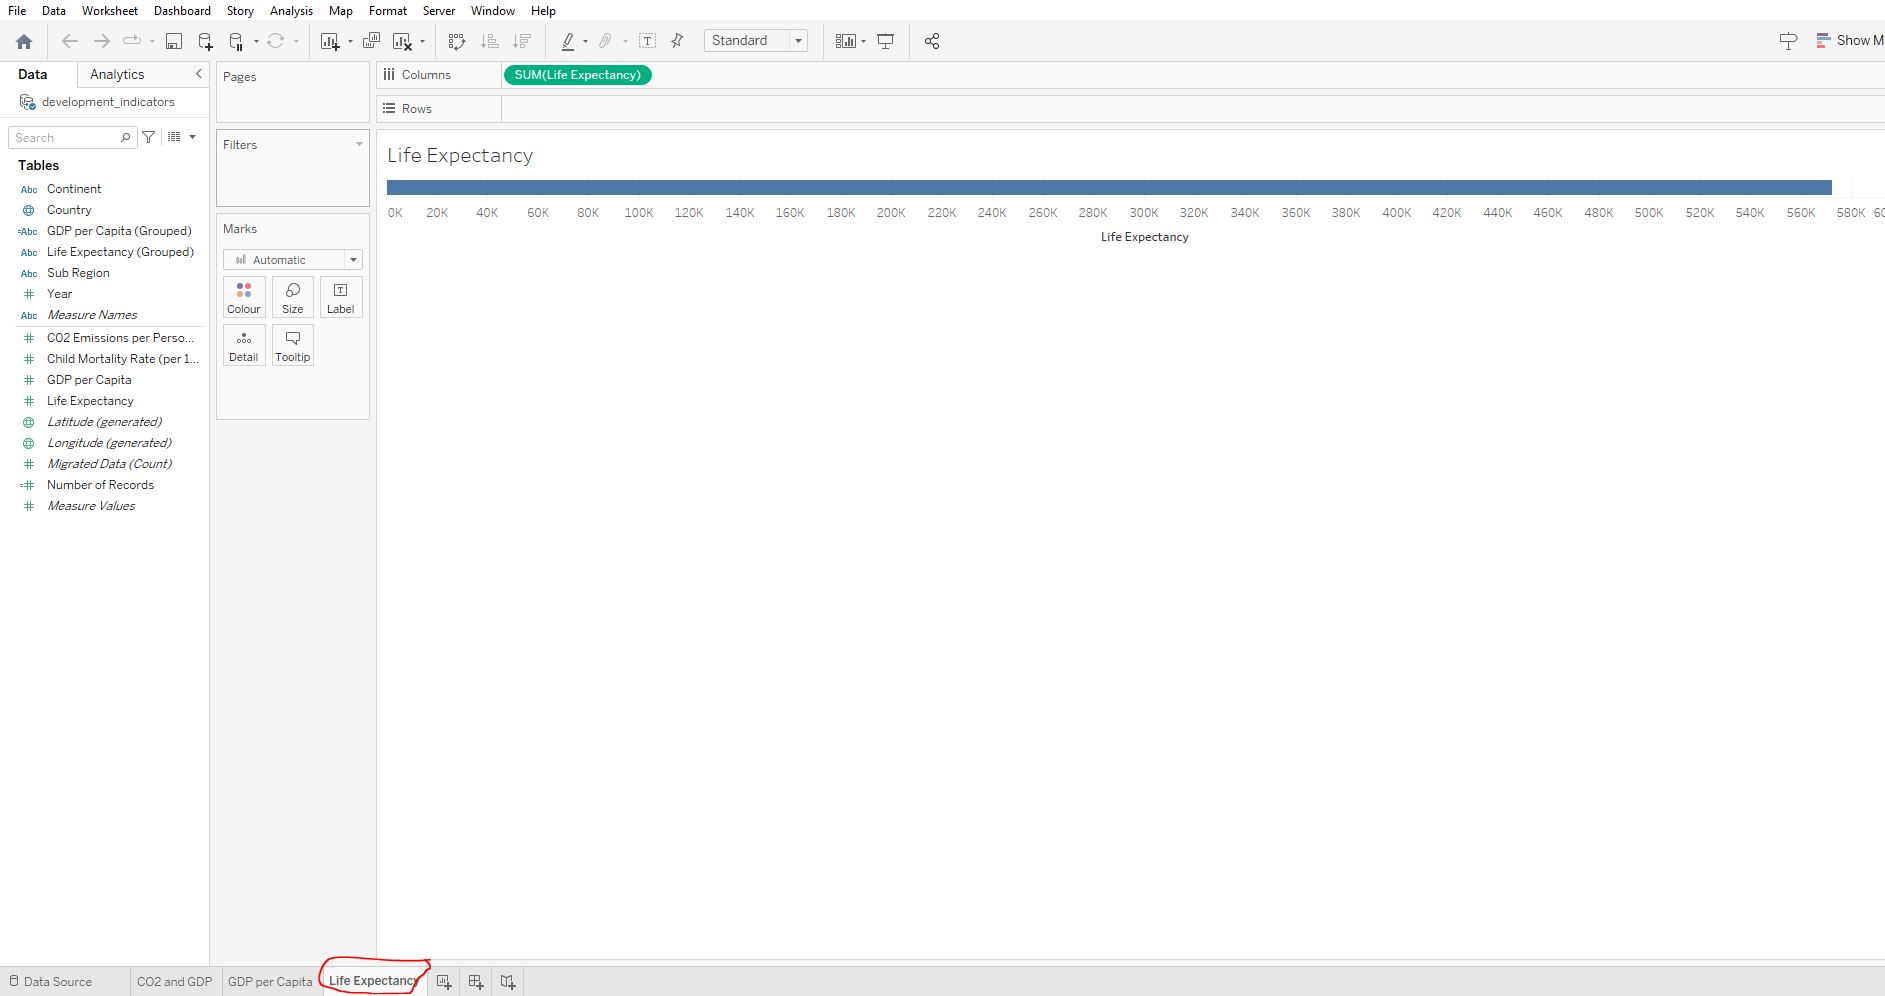 File Data Worksheet Dashboard Story Analysis Map Format Server Window Help
Standard
Show M
Data Analytics
development_indicators
Search
Tables
Abc Continent
Country
=Abc GDP per Capita (Grouped)
Abc Life Expectancy (Grouped)
Abc Sub Region
# Year
Abc Measure Names
# CO2 Emissions per Perso...
# Child Mortality Rate (per 1...
# GDP per Capita
# Life Expectancy
Latitude (generated)
Longitude (generated)
# Migrated Data (Count)
=# Number of Records
# Measure Values
Pages
Filters
Marks
Automatic
Colour Size Label
Detail Tooltip
Columns SUM(Life Expectancy)
Rows
Life Expectancy
0K 20K 40K 60K 80K 100K 120K 140K 160K 180K 200K 220K 240K 260K 280K 300K 320K 340K 360K 380K 400K 420K 440K 460K 480K 500K 520K 540K 560K 580K 60
Life Expectancy
Data Source CO2 and GDP GDP per Capita Life Expectancy